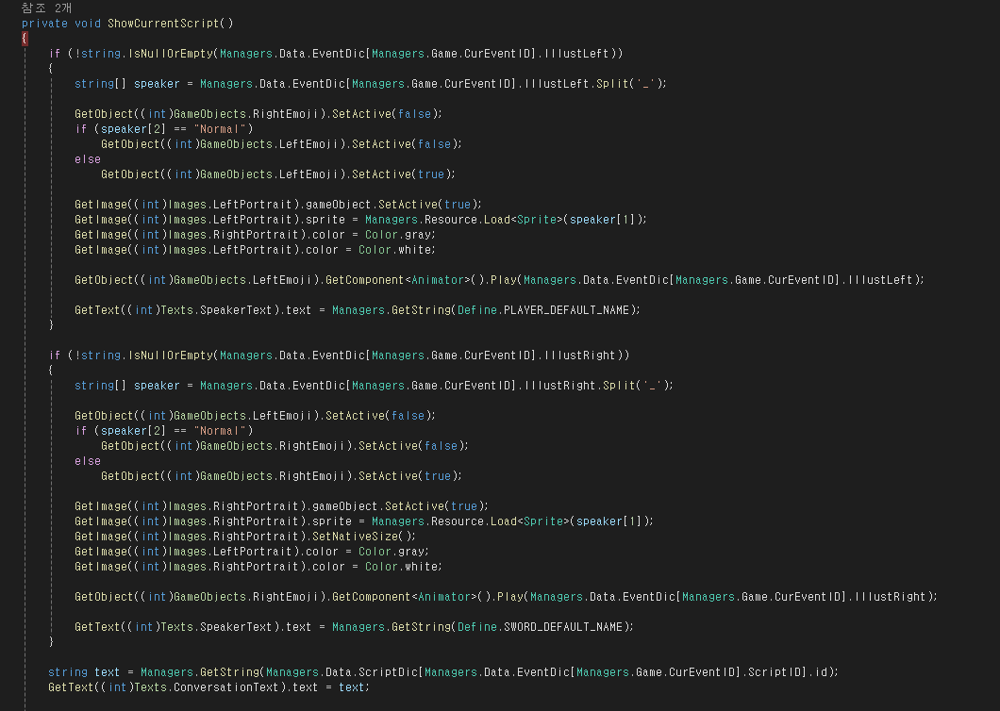 참조 2개
private void ShowCurrentScript()
{
if (!string.IsNullOrEmpty(Managers.Data.EventDic[Managers.Game.CurEventID].IllustLeft))
{
string[] speaker = Managers.Data.EventDic[Managers.Game.CurEventID].IllustLeft.Split('_');
GetObject((int)GameObjects.RightEmoji).SetActive(false);
if (speaker[2] == "Normal")
GetObject((int)GameObjects.LeftEmoji).SetActive(false);
else
GetObject((int)GameObjects.LeftEmoji).SetActive(true);
GetImage((int)Images.LeftPortrait).gameObject.SetActive(true);
GetImage((int)Images.LeftPortrait).sprite = Managers.Resource.Load<Sprite>(speaker[1]);
GetImage((int)Images.RightPortrait).color = Color.gray;
GetImage((int)Images.LeftPortrait).color = Color.white;
GetObject((int)GameObjects.LeftEmoji).GetComponent<Animator>().Play(Managers.Data.EventDic[Managers.Game.CurEventID].IllustLeft);
GetText((int)Texts.SpeakerText).text = Managers.GetString(Define.PLAYER_DEFAULT_NAME);
}
if (!string.IsNullOrEmpty(Managers.Data.EventDic[Managers.Game.CurEventID].IllustRight))
{
string[] speaker = Managers.Data.EventDic[Managers.Game.CurEventID].IllustRight.Split('_');
GetObject((int)GameObjects.LeftEmoji).SetActive(false);
if (speaker[2] == "Normal")
GetObject((int)GameObjects.RightEmoji).SetActive(false);
else
GetObject((int)GameObjects.RightEmoji).SetActive(true);
GetImage((int)Images.RightPortrait).gameObject.SetActive(true);
GetImage((int)Images.RightPortrait).sprite = Managers.Resource.Load<Sprite>(speaker[1]);
GetImage((int)Images.RightPortrait).SetNativeSize();
GetImage((int)Images.LeftPortrait).color = Color.gray;
GetImage((int)Images.RightPortrait).color = Color.white;
GetObject((int)GameObjects.RightEmoji).GetComponent<Animator>().Play(Managers.Data.EventDic[Managers.Game.CurEventID].IllustRight);
GetText((int)Texts.SpeakerText).text = Managers.GetString(Define.SWORD_DEFAULT_NAME);
}
string text = Managers.GetString(Managers.Data.ScriptDic[Managers.Data.EventDic[Managers.Game.CurEventID].ScriptID].id);
GetText((int)Texts.ConversationText).text = text;